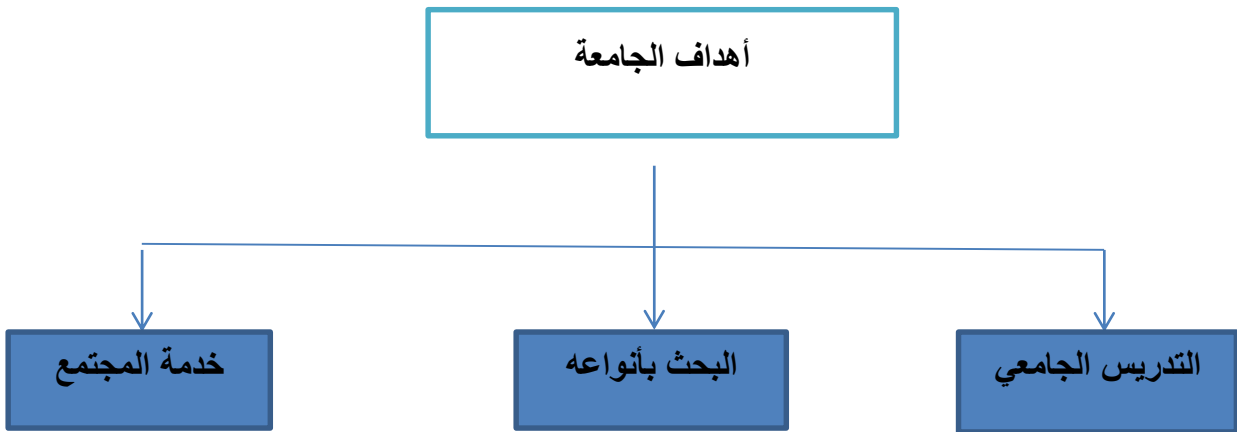 أهداف الجامعة
التدريس الجامعي
البحث بأنواعه
خدمة المجتمع